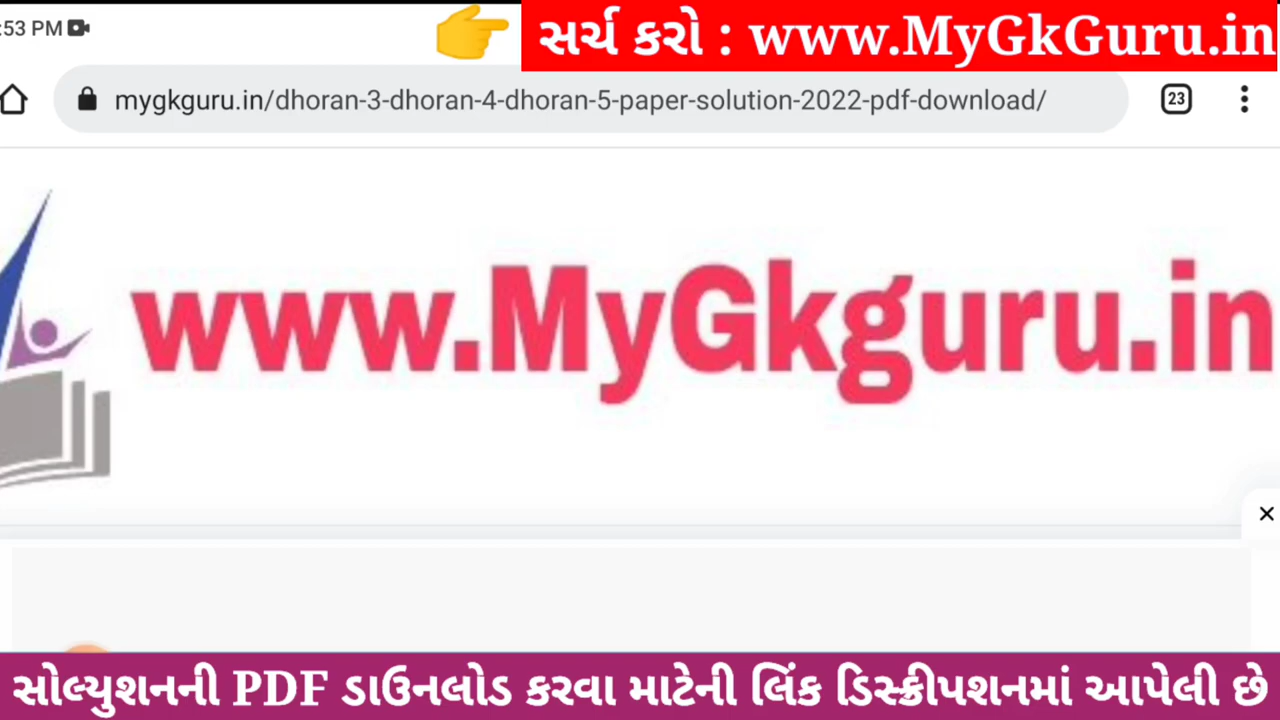 :53 PM
સર્ચ કરો : www.MyGkGuru.in
mygkguru.in/dhoran-3-dhoran-4-dhoran-5-paper-solution-2022-pdf-download/
23
www.MyGkguru.in
સોલ્યુશનની PDF ડાઉનલોડ કરવા માટેની લિંક ડિસ્ક્રીપશનમાં આપેલી છે